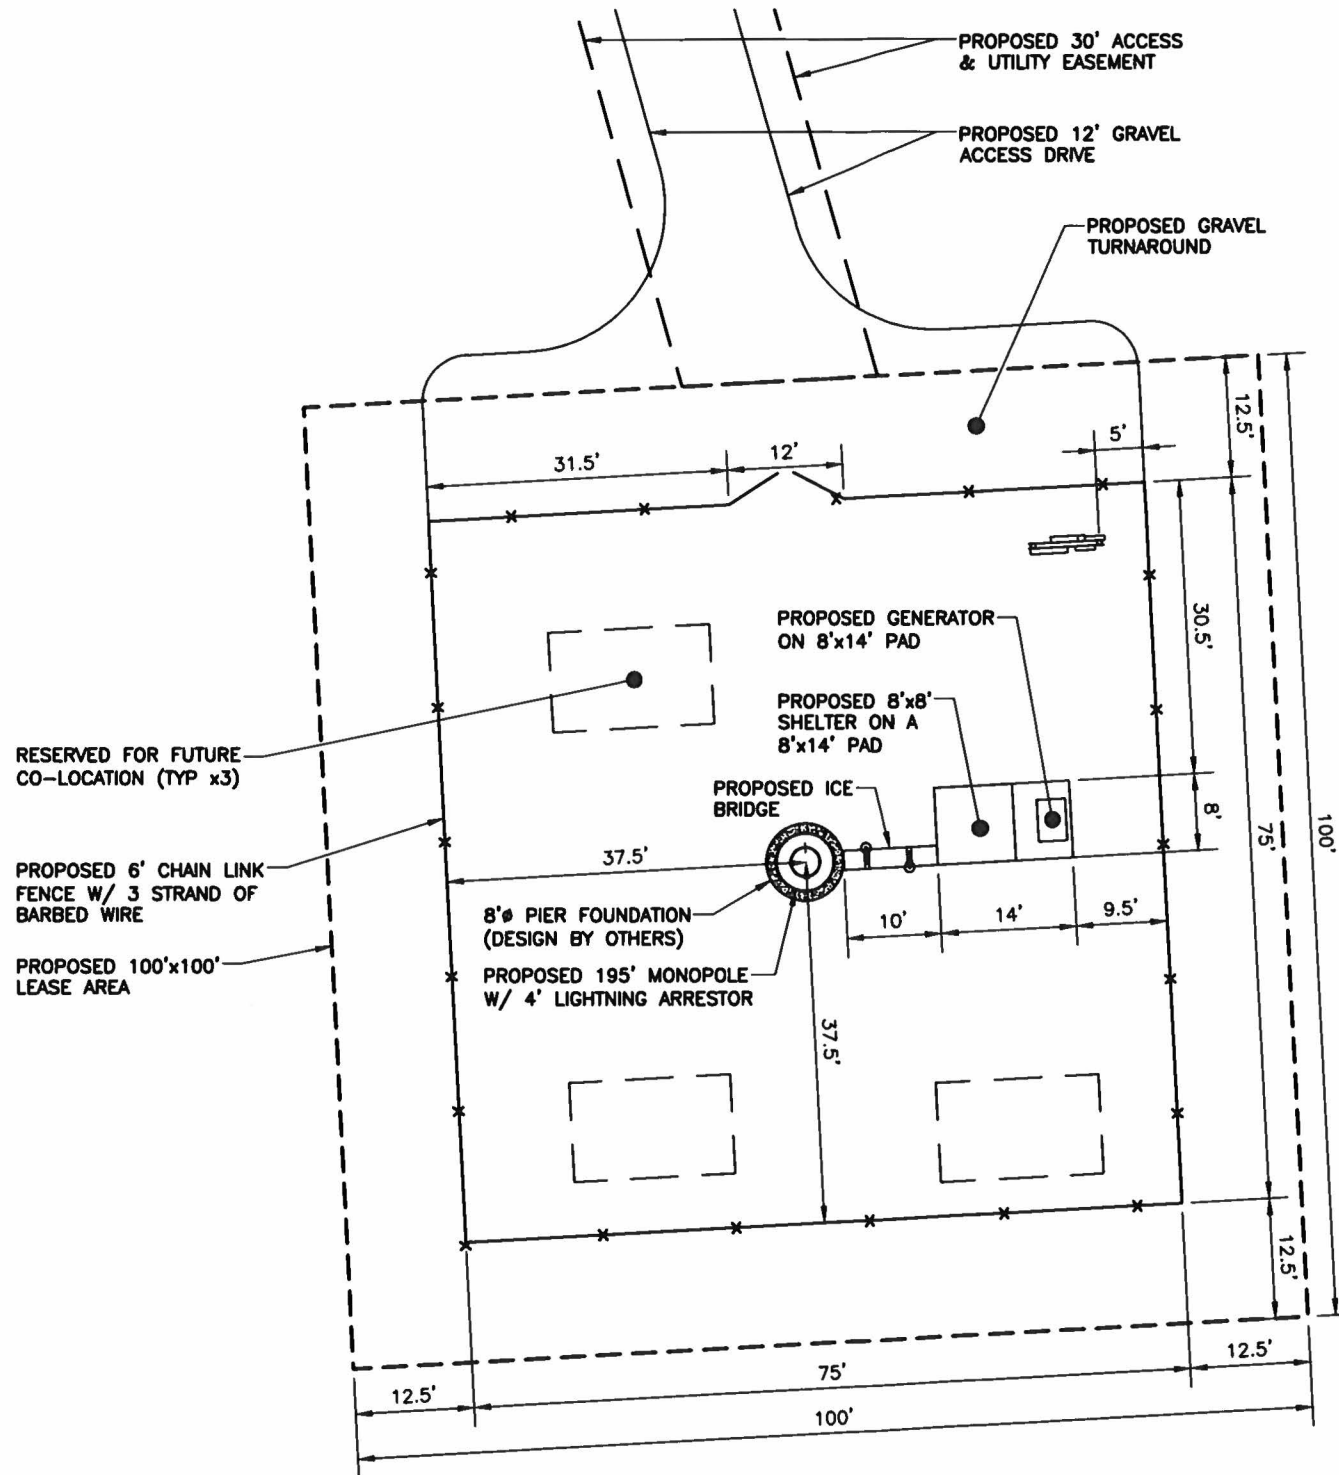 PROPOSED 30' ACCESS
& UTILITY EASEMENT
PROPOSED 12' GRAVEL
ACCESS DRIVE
PROPOSED GRAVEL
TURNAROUND
12.5'
5'
31.5'
12'
30.5'
PROPOSED GENERATOR
ON 8'x14' PAD
PROPOSED 8'x8'
SHELTER ON A
8'x14' PAD
RESERVED FOR FUTURE
CO-LOCATION (TYP x3)
PROPOSED ICE
BRIDGE
8'
75'
100'
PROPOSED 6' CHAIN LINK
FENCE W/ 3 STRAND OF
BARBED WIRE
37.5'
8'ø PIER FOUNDATION
(DESIGN BY OTHERS)
10'
14'
9.5'
PROPOSED 100'x100'
LEASE AREA
PROPOSED 195' MONOPOLE
W/ 4' LIGHTNING ARRESTOR
37.5'
12.5'
12.5'
75'
12.5'
100'